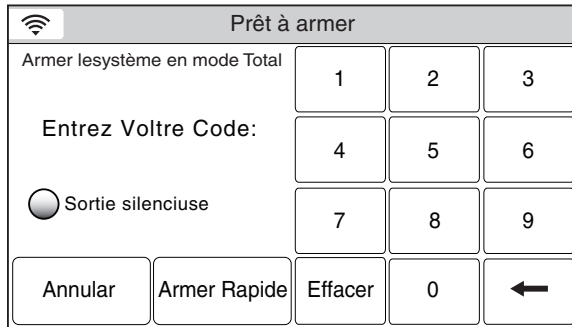 Prêt à armer
Armer lesystème en mode Total
1 2 3
Entrez Voltre Code:
4 5 6
Sortie silenciuse
7 8 9
Annular Armer Rapide Effacer 0